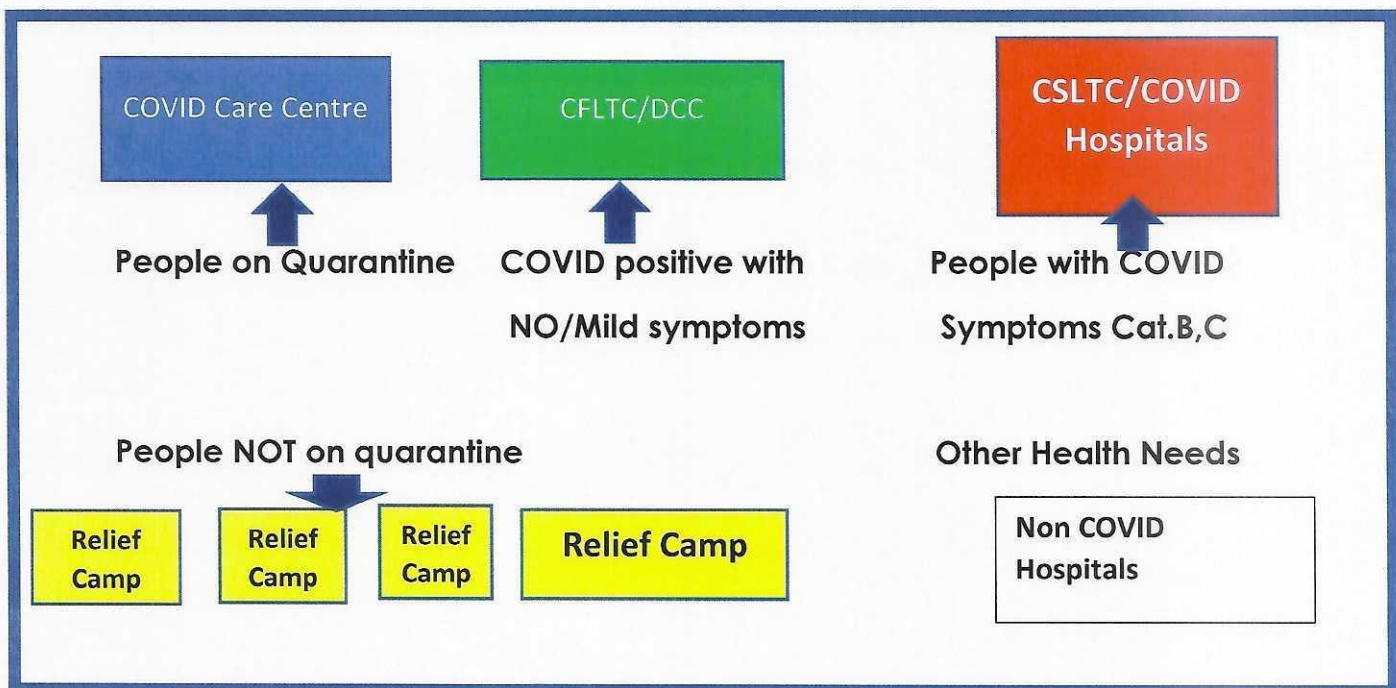 COVID Care Centre
CFLTC/DCC
CSLTC/COVID
Hospitals
People on Quarantine
COVID positive with
NO/Mild symptoms
People with COVID
Symptoms Cat.B,C
People NOT on quarantine
Other Health Needs
Relief
Camp
Relief
Camp
Relief
Camp
Relief Camp
Non COVID
Hospitals